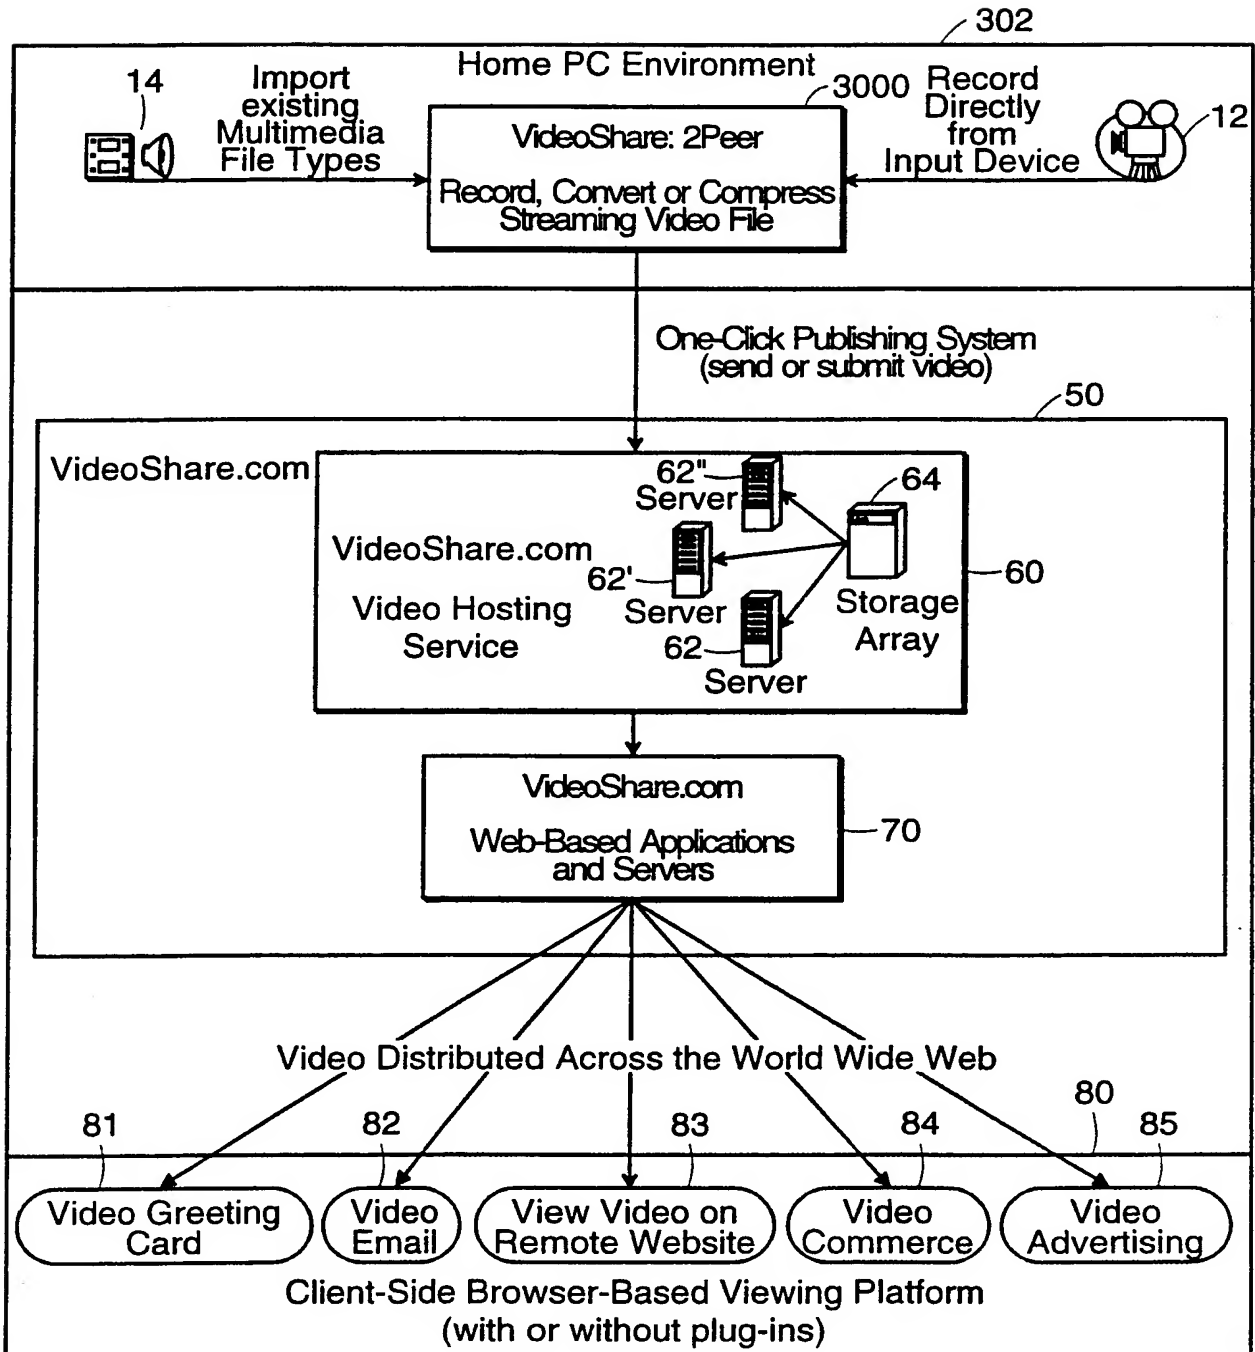 302
Home PC Environment
14
Import
existing
Multimedia
File Types
3000
VideoShare: 2Peer
Record, Convert or Compress
Streaming Video File
Record
Directly
from
Input Device
12
One-Click Publishing System
(send or submit video)
50
VideoShare.com
VideoShare.com
Video Hosting
Service
62"
Server
62'
Server
62
Server
64
Storage
Array
60
VideoShare.com
Web-Based Applications
and Servers
70
Video Distributed Across the World Wide Web
80
81
82
83
84
85
Video Greeting
Card
Video
Email
View Video on
Remote Website
Video
Commerce
Video
Advertising
Client-Side Browser-Based Viewing Platform
(with or without plug-ins)